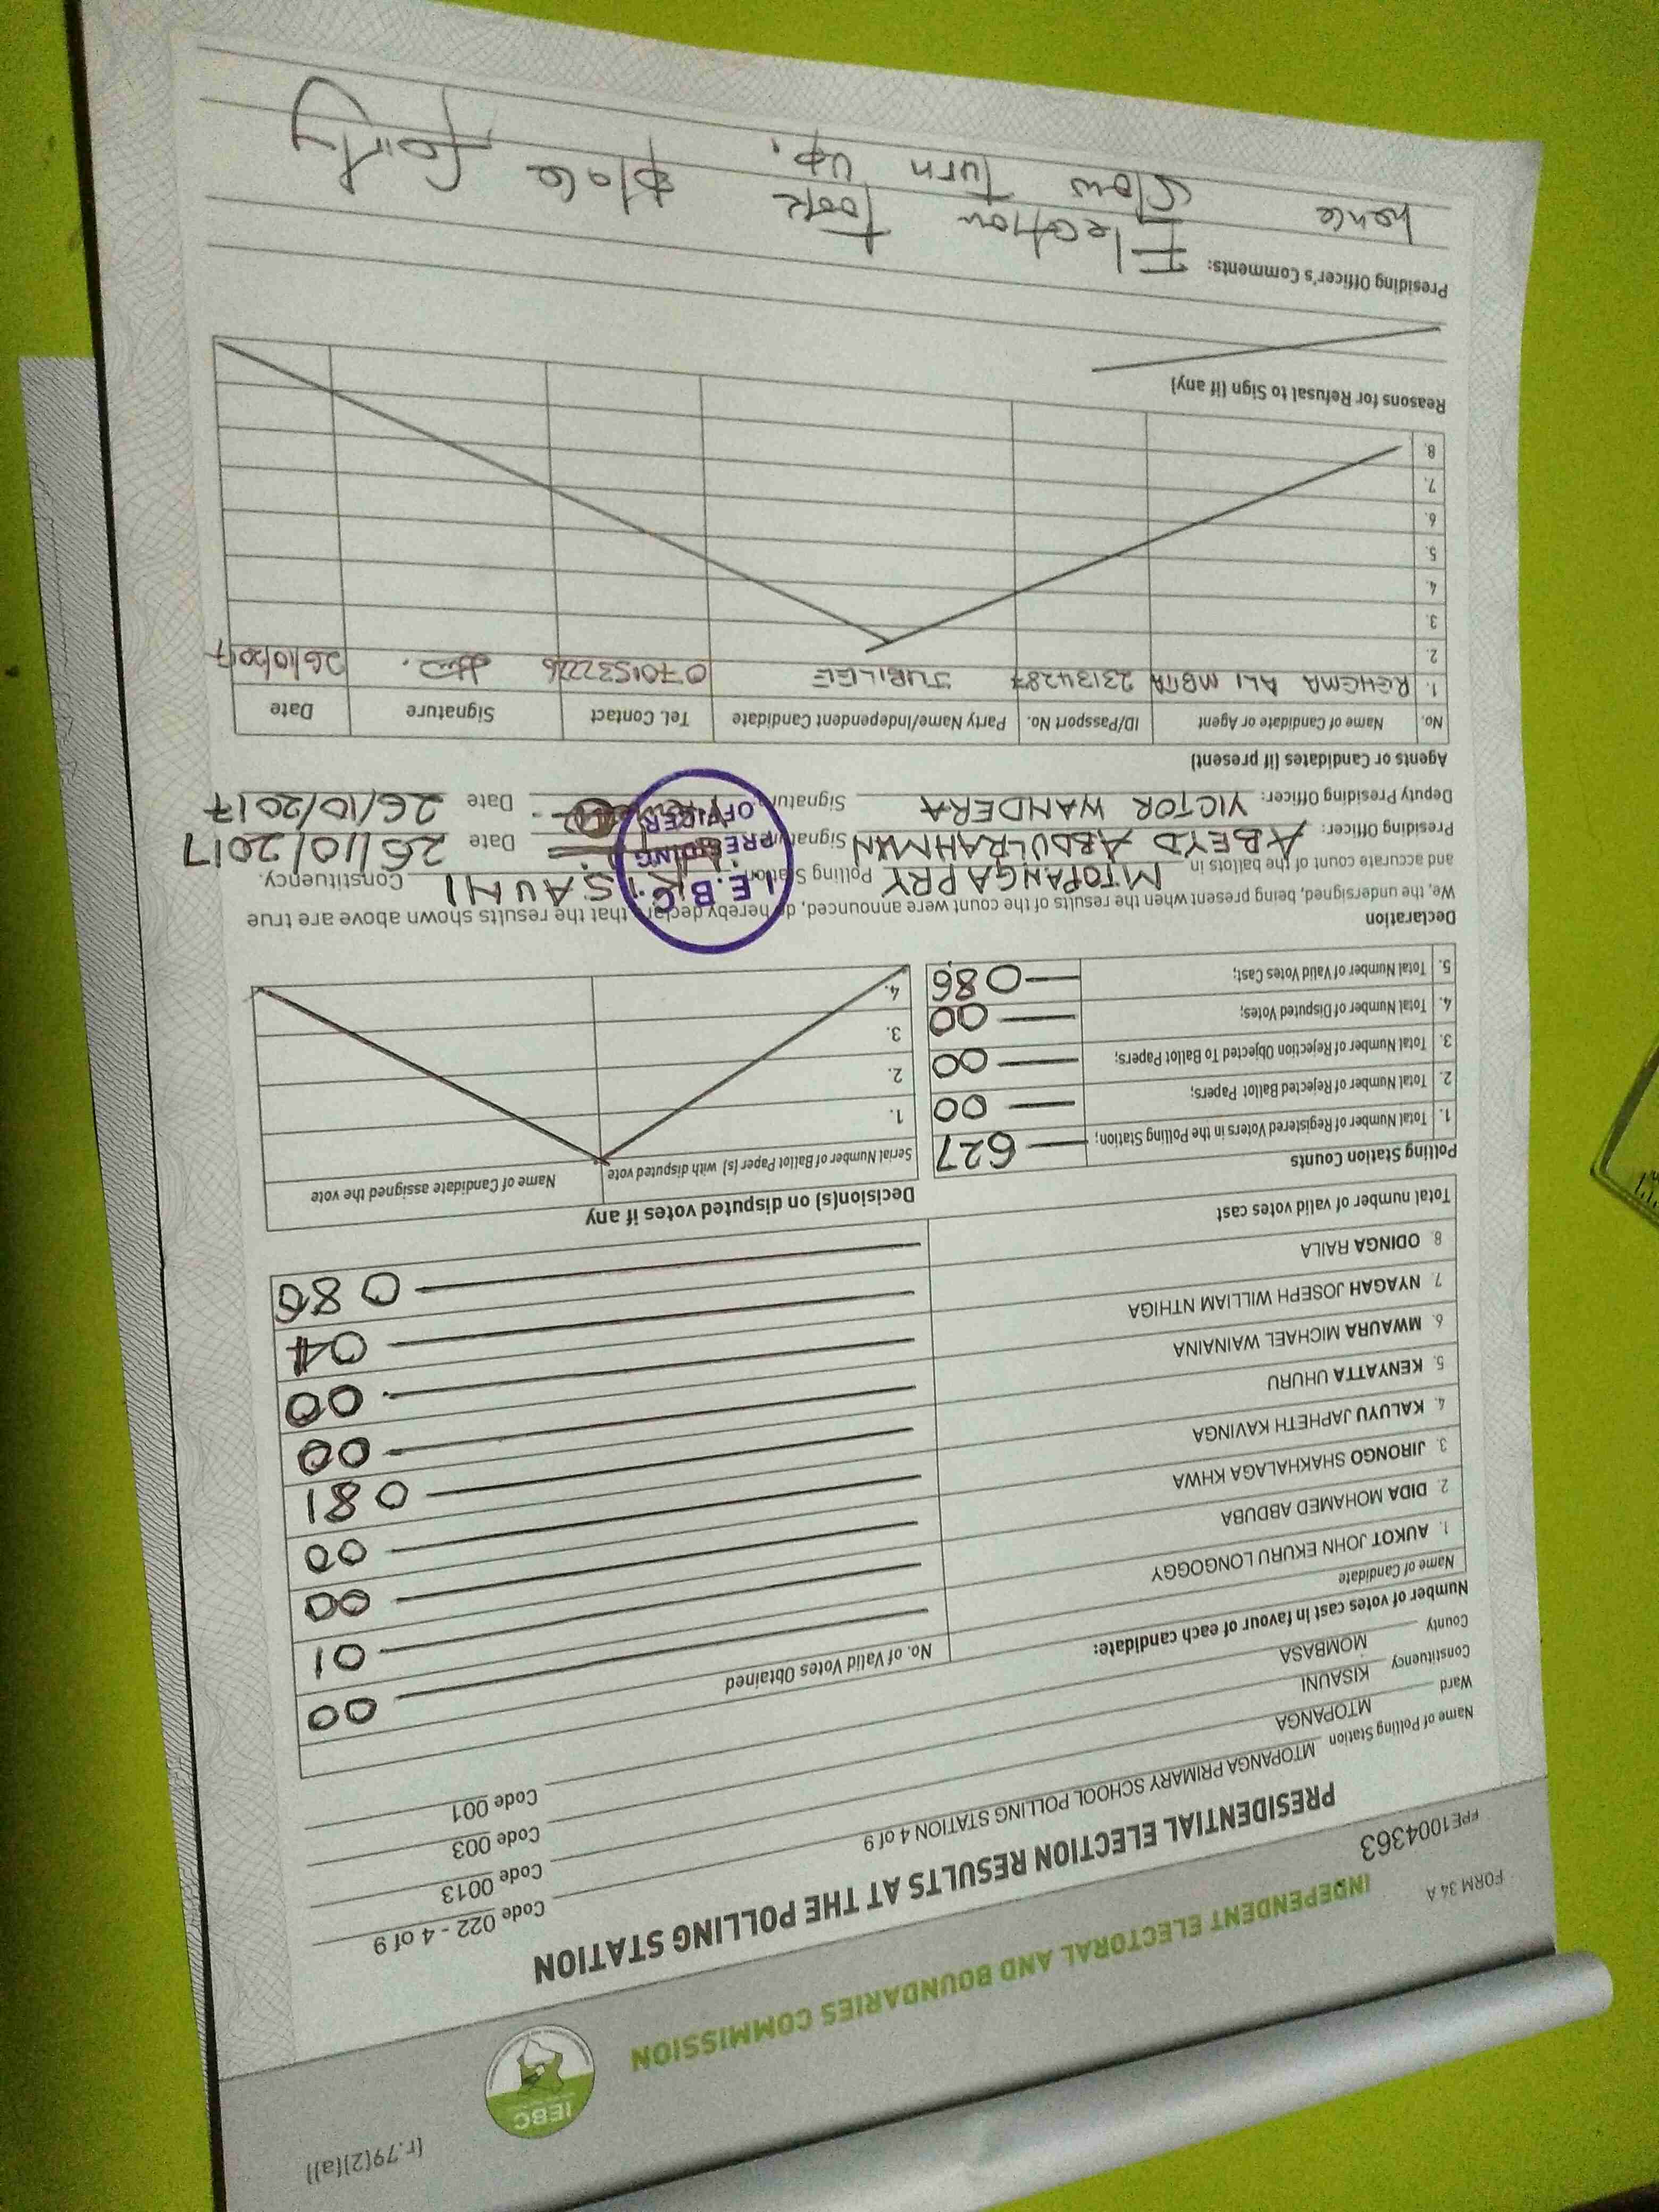 (r.79(2)(a))
IEBC
FORM 34 A
INDEPENDENT ELECTORAL AND BOUNDARIES COMMISSION
FPE1004363
PRESIDENTIAL ELECTION RESULTS AT THE POLLING STATION
Name of Polling Station MTOPANGA PRIMARY SCHOOL POLLING STATION 4 of 9 Code 022 - 4 of 9
Ward MTOPANGA Code 0013
Constituency KISAUNI Code 003
County MOMBASA Code 001
Number of votes cast in favour of each candidate:
Name of Candidate No. of Valid Votes Obtained
1. AUKOT JOHN EKURU LONGOGGY 00
2. DIDA MOHAMED ABDUBA 01
3. JIRONGO SHAKHALAGA KHWA 00
4. KALUYU JAPHETH KAVINGA 00
5. KENYATTA UHURU 081
6. MWAURA MICHAEL WAINAINA 00
7. NYAGAH JOSEPH WILLIAM NTHIGA 00
8. ODINGA RAILA 04
Total number of valid votes cast 086
Polling Station Counts
1. Total Number of Registered Voters in the Polling Station; 627
2. Total Number of Rejected Ballot Papers; 00
3. Total Number of Rejection Objected To Ballot Papers; 00
4. Total Number of Disputed Votes; 00
5. Total Number of Valid Votes Cast; 086
Decision(s) on disputed votes if any
Serial Number of Ballot Paper (s) with disputed vote Name of Candidate assigned the vote
1.
2.
3.
4.
Declaration
We, the undersigned, being present when the results of the count were announced, do hereby declare that the results shown above are true
and accurate count of the ballots in MTOPANGA PRY Polling Station KISAUNI Constituency.
Presiding Officer: ABEYD ABDULRAHMAN Signature Date 26/10/2017
Deputy Presiding Officer: VICTOR WANDERA Signature Date 26/10/2017
I.E.B.C.
PRESIDING
OFFICER
Agents or Candidates (if present)
No. Name of Candidate or Agent ID/Passport No. Party Name/Independent Candidate Tel. Contact Signature Date
1. REHEMA ALI MBITA 23134287 JUBILEE 0701532226 26/10/2017
2.
3.
4.
5.
6.
7.
8.
Reasons for Refusal to Sign (if any)
Presiding Officer's Comments: Election Took place fairly
hence slow turn up.